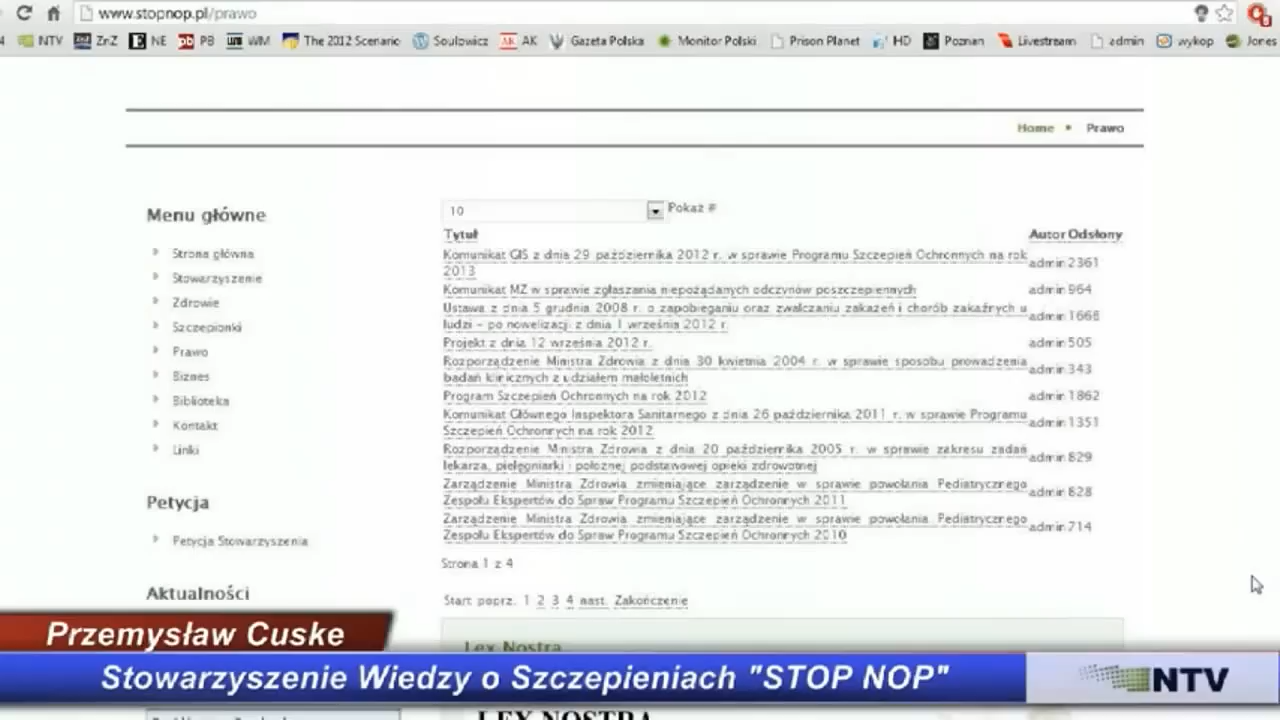 www.stopnop.pl/prawo
NTV ZnZ NE PB WM The 2012 Scenario Soulowicz AK AK Gazeta Polska Monitor Polski Prison Planet HD Poznan Livestream admin wykop Jones
Home Prawo
Menu główne
Strona główna
Stowarzyszenie
Zdrowie
Szczepionki
Prawo
Biznes
Biblioteka
Kontakt
Linki
Petycja
Petycja Stowarzyszenia
Aktualności
10 Pokaż #
Tytuł Autor Odsłony
Komunikat GIS z dnia 29 października 2012 r. w sprawie Programu Szczepień Ochronnych na rok
2013 admin 2361
Komunikat MZ w sprawie zgłaszania niepożądanych odczynów poszczepiennych admin 964
Ustawa z dnia 5 grudnia 2008 r. o zapobieganiu oraz zwalczaniu zakażeń i chorób zakaźnych u
ludzi - po nowelizacji z dnia 1 września 2012 r. admin 1666
Projekt z dnia 12 września 2012 r. admin 505
Rozporządzenie Ministra Zdrowia z dnia 30 kwietnia 2004 r. w sprawie sposobu prowadzenia
badań klinicznych z udziałem małoletnich admin 343
Program Szczepień Ochronnych na rok 2012 admin 1862
Komunikat Głównego Inspektora Sanitarnego z dnia 26 października 2011 r. w sprawie Programu
Szczepień Ochronnych na rok 2012 admin 1351
Rozporządzenie Ministra Zdrowia z dnia 20 października 2005 r. w sprawie zakresu zadań
lekarza, pielęgniarki i położnej podstawowej opieki zdrowotnej admin 829
Zarządzenie Ministra Zdrowia zmieniające zarządzenie w sprawie powołania Pediatrycznego
Zespołu Ekspertów do Spraw Programu Szczepień Ochronnych 2011 admin 828
Zarządzenie Ministra Zdrowia zmieniające zarządzenie w sprawie powołania Pediatrycznego
Zespołu Ekspertów do Spraw Programu Szczepień Ochronnych 2010 admin 714
Strona 1 z 4
Start poprz. 1 2 3 4 nast. Zakończenie
Lex Nostra
Przemysław Cuske
Stowarzyszenie Wiedzy o Szczepieniach "STOP NOP"
NTV
LEX NOSTRA